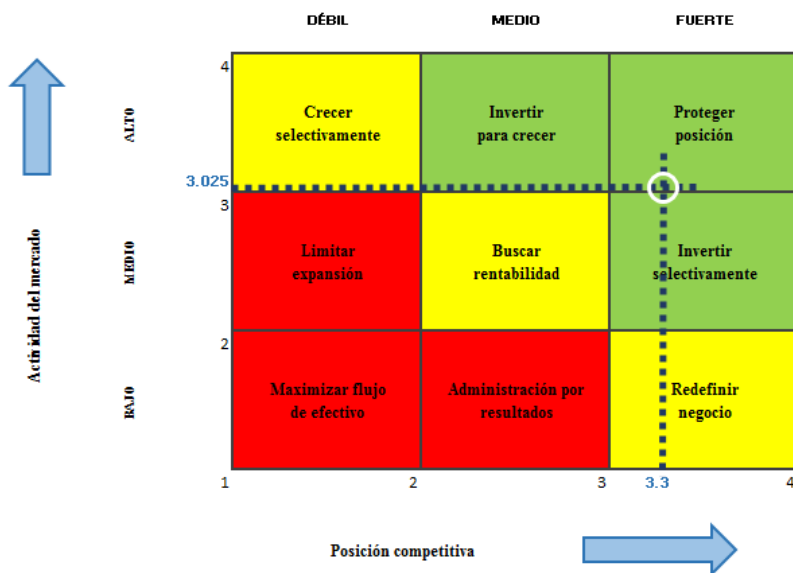 DÉBIL
MEDIO
FUERTE
4
ALTO
Crecer
selectivamente
Invertir
para crecer
Proteger
posición
3.025
3
Actividad del mercado
MEDIO
Limitar
expansión
Buscar
rentabilidad
Invertir
selectivamente
2
BAJO
Maximizar flujo
de efectivo
Administración por
resultados
Redefinir
negocio
1
2
3
3.3
4
Posición competitiva